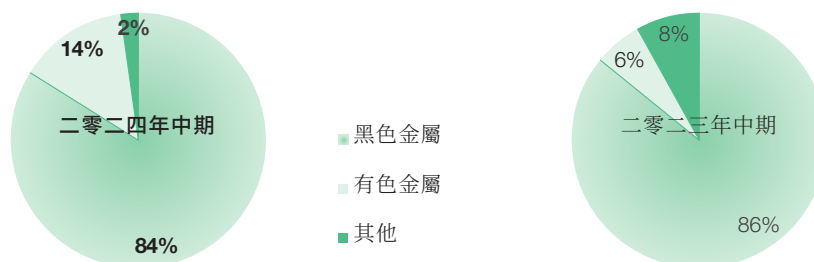 2%
14%
二零二四年中期
84%
黑色金屬
有色金屬
其他
8%
6%
二零二三年中期
86%